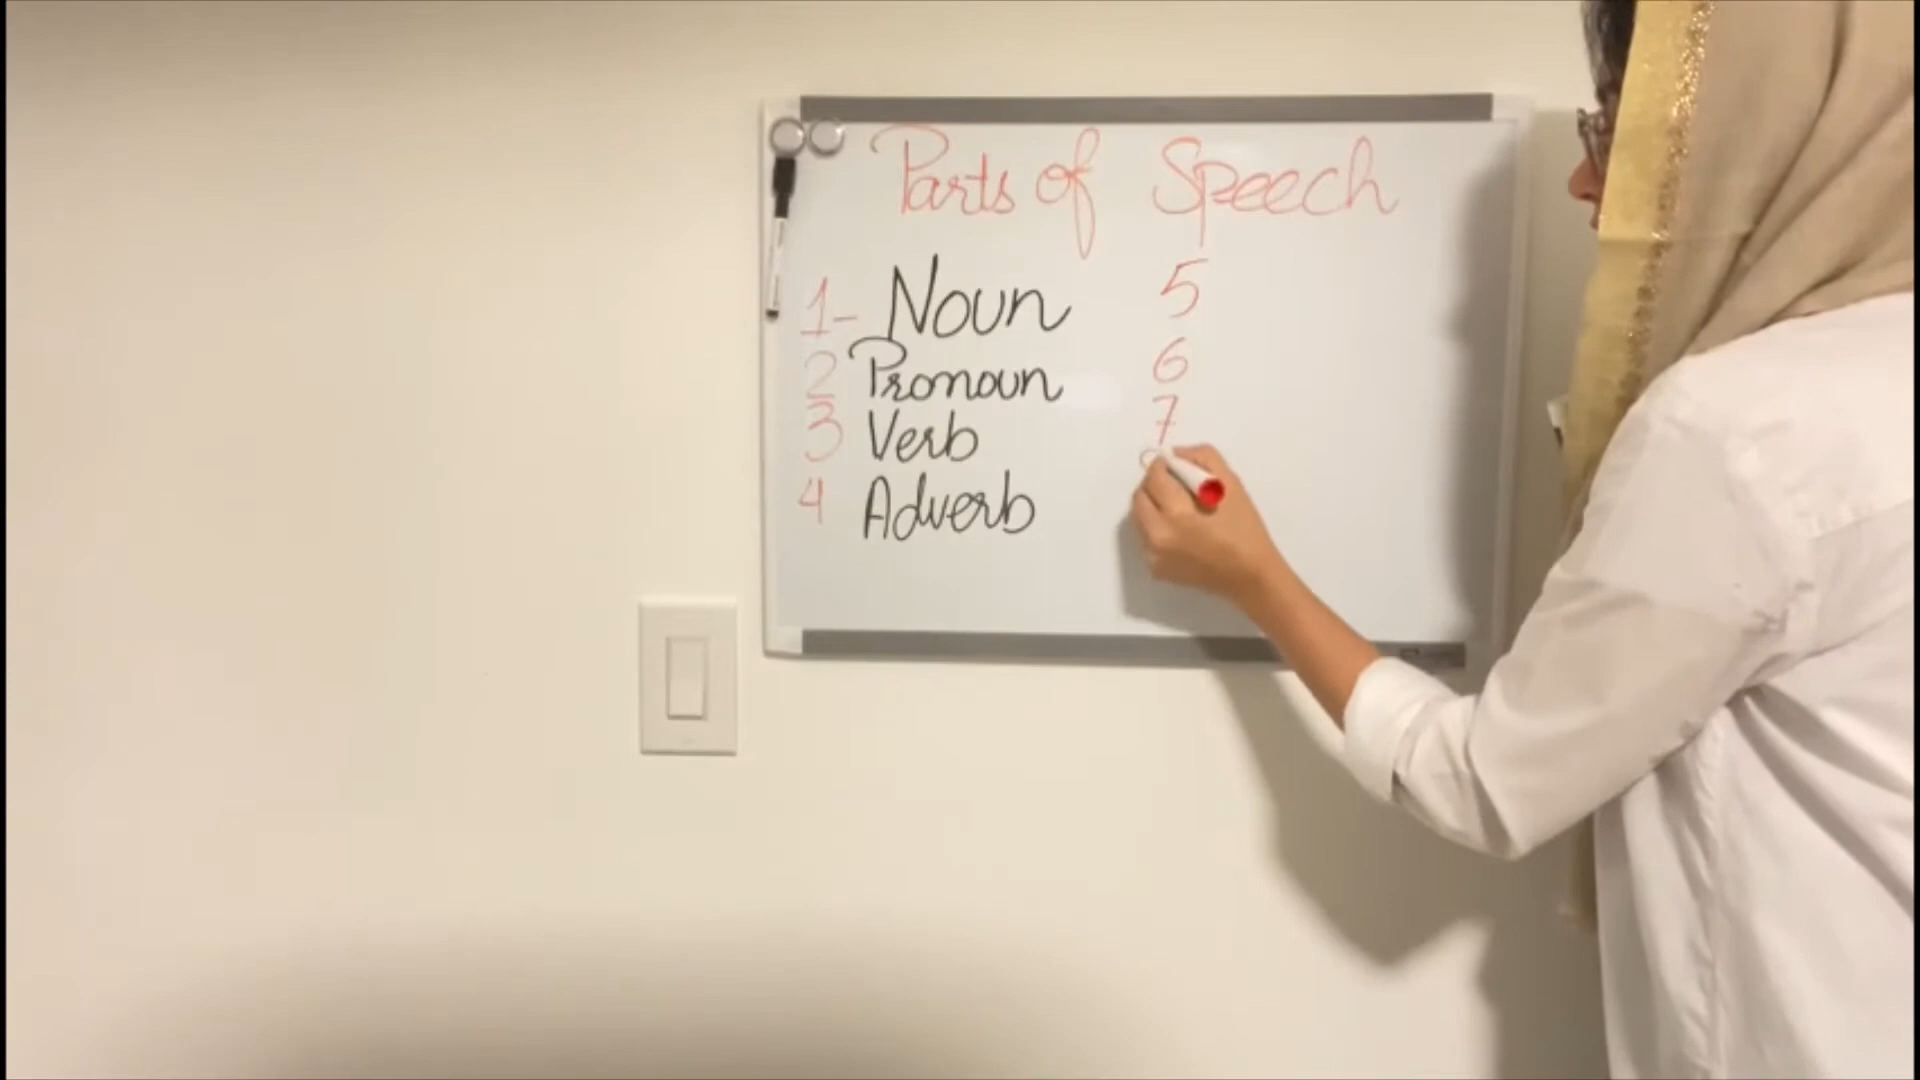 Parts of Speech
1- Noun
2 Pronoun
3 Verb
4 Adverb
5
6
7